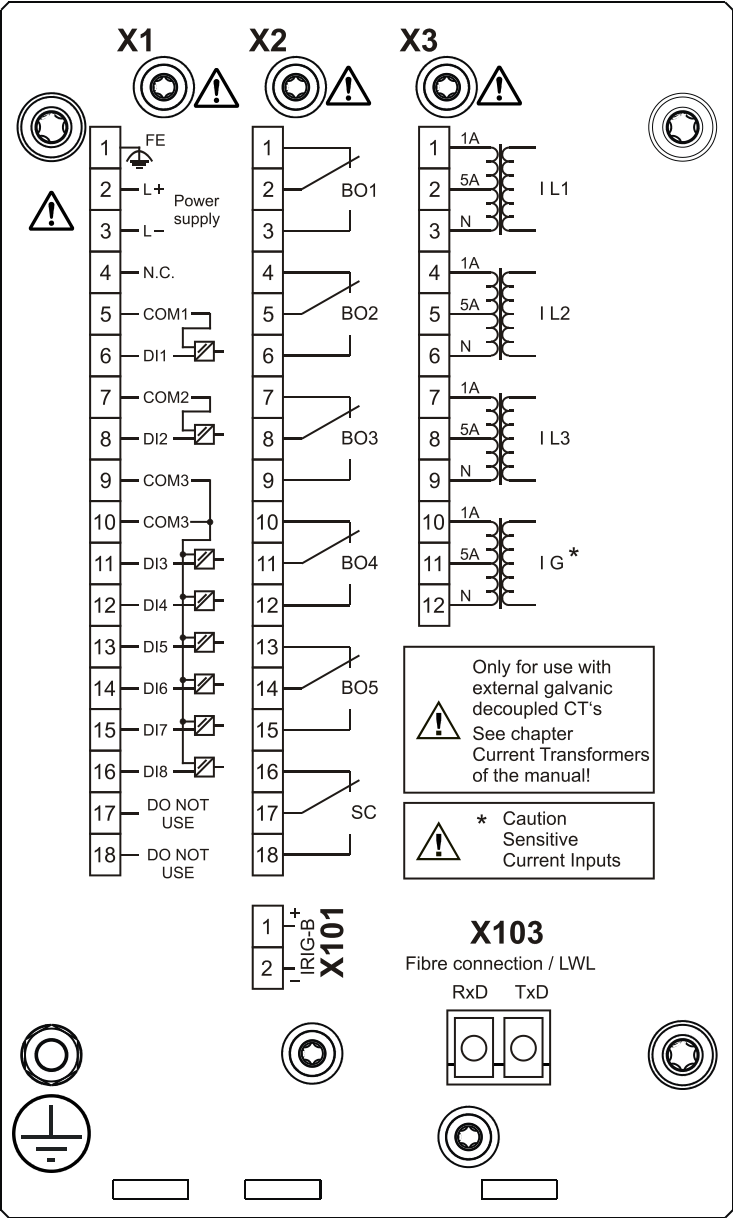 X1 X2 X3
1 FE
2 L+ Power
supply
3 L−
4 N.C.
5 COM1
6 DI1
7 COM2
8 DI2
9 COM3
10 COM3
11 DI3
12 DI4
13 DI5
14 DI6
15 DI7
16 DI8
17 DO NOT
USE
18 DO NOT
USE
1
2 BO1
3
4
5 BO2
6
7
8 BO3
9
10
11 BO4
12
13
14 BO5
15
16
17 SC
18
1 1A
2 5A I L1
3 N
4 1A
5 5A I L2
6 N
7 1A
8 5A I L3
9 N
10 1A
11 5A I G*
12 N
Only for use with
external galvanic
decoupled CT‘s
See chapter
Current Transformers
of the manual!
* Caution
Sensitive
Current Inputs
1 +
2 −
IRIG-B
X101
X103
Fibre connection / LWL
RxD TxD